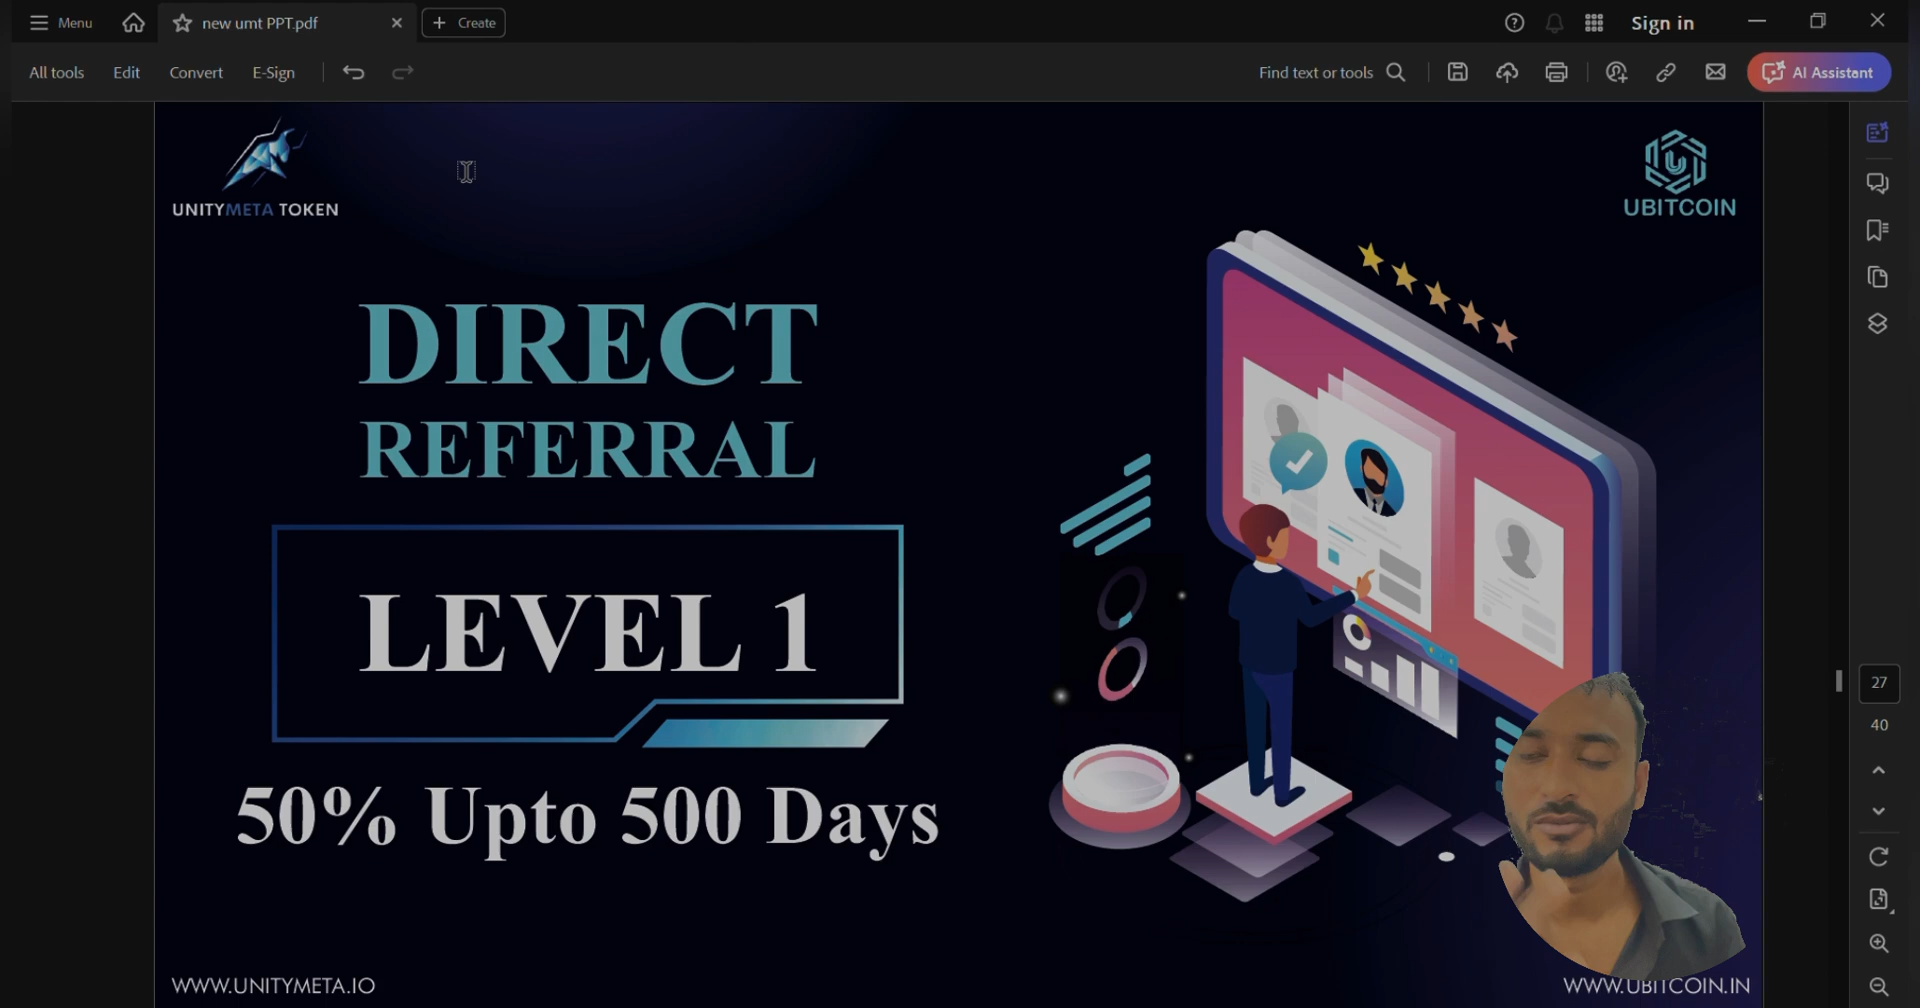 Menu
new umt PPT.pdf
Create
Sign in
All tools
Edit
Convert
E-Sign
Find text or tools
AI Assistant
UNITYMETA TOKEN
UBITCOIN
DIRECT
REFERRAL
LEVEL 1
50% Upto 500 Days
27
40
WWW.UNITYMETA.IO
WWW.UBITCOIN.IN